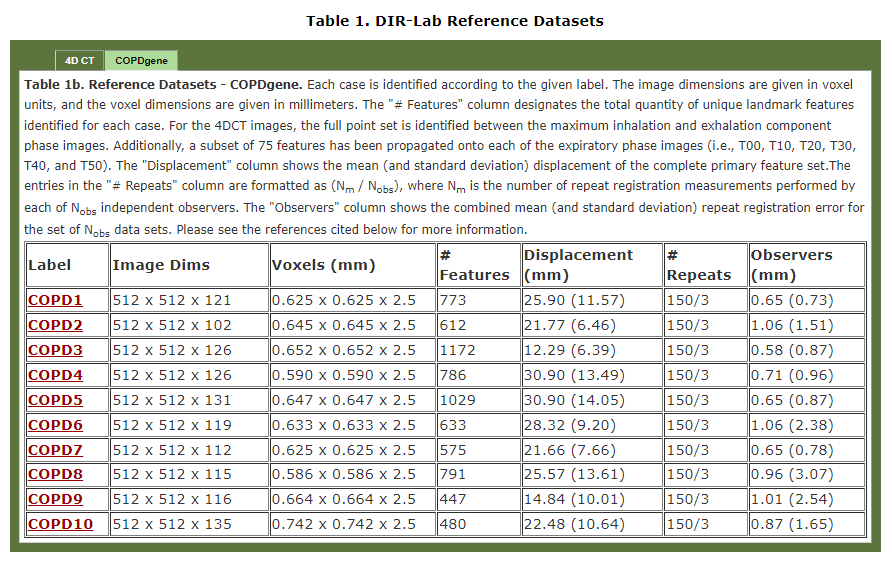 Table 1. DIR-Lab Reference Datasets
4D CT COPDgene
Table 1b. Reference Datasets - COPDgene. Each case is identified according to the given label. The image dimensions are given in voxel
units, and the voxel dimensions are given in millimeters. The "# Features" column designates the total quantity of unique landmark features
identified for each case. For the 4DCT images, the full point set is identified between the maximum inhalation and exhalation component
phase images. Additionally, a subset of 75 features has been propagated onto each of the expiratory phase images (i.e., T00, T10, T20, T30,
T40, and T50). The "Displacement" column shows the mean (and standard deviation) displacement of the complete primary feature set.The
entries in the "# Repeats" column are formatted as (Nm / Nobs), where Nm is the number of repeat registration measurements performed by
each of Nobs independent observers. The "Observers" column shows the combined mean (and standard deviation) repeat registration error for
the set of Nobs data sets. Please see the references cited below for more information.
Label Image Dims Voxels (mm) # Features Displacement (mm) # Repeats Observers (mm)
COPD1 512 x 512 x 121 0.625 x 0.625 x 2.5 773 25.90 (11.57) 150/3 0.65 (0.73)
COPD2 512 x 512 x 102 0.645 x 0.645 x 2.5 612 21.77 (6.46) 150/3 1.06 (1.51)
COPD3 512 x 512 x 126 0.652 x 0.652 x 2.5 1172 12.29 (6.39) 150/3 0.58 (0.87)
COPD4 512 x 512 x 126 0.590 x 0.590 x 2.5 786 30.90 (13.49) 150/3 0.71 (0.96)
COPD5 512 x 512 x 131 0.647 x 0.647 x 2.5 1029 30.90 (14.05) 150/3 0.65 (0.87)
COPD6 512 x 512 x 119 0.633 x 0.633 x 2.5 633 28.32 (9.20) 150/3 1.06 (2.38)
COPD7 512 x 512 x 112 0.625 x 0.625 x 2.5 575 21.66 (7.66) 150/3 0.65 (0.78)
COPD8 512 x 512 x 115 0.586 x 0.586 x 2.5 791 25.57 (13.61) 150/3 0.96 (3.07)
COPD9 512 x 512 x 116 0.664 x 0.664 x 2.5 447 14.84 (10.01) 150/3 1.01 (2.54)
COPD10 512 x 512 x 135 0.742 x 0.742 x 2.5 480 22.48 (10.64) 150/3 0.87 (1.65)